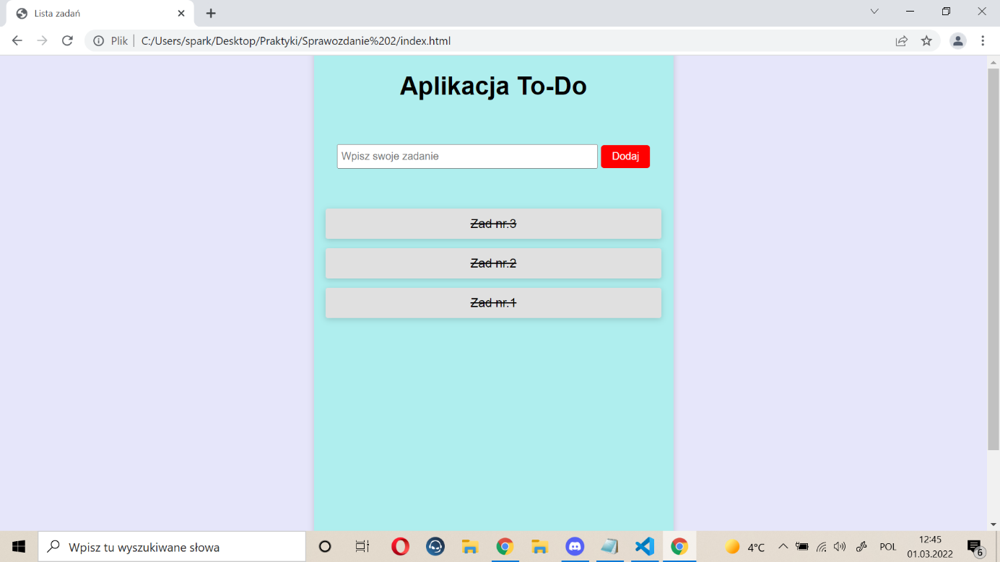 Lista zadań
Plik
C:/Users/spark/Desktop/Praktyki/Sprawozdanie%202/index.html
Aplikacja To-Do
Wpisz swoje zadanie
Dodaj
Zad nr.3
Zad nr.2
Zad nr.1
Wpisz tu wyszukiwane słowa
4°C
POL
12:45
01.03.2022
6